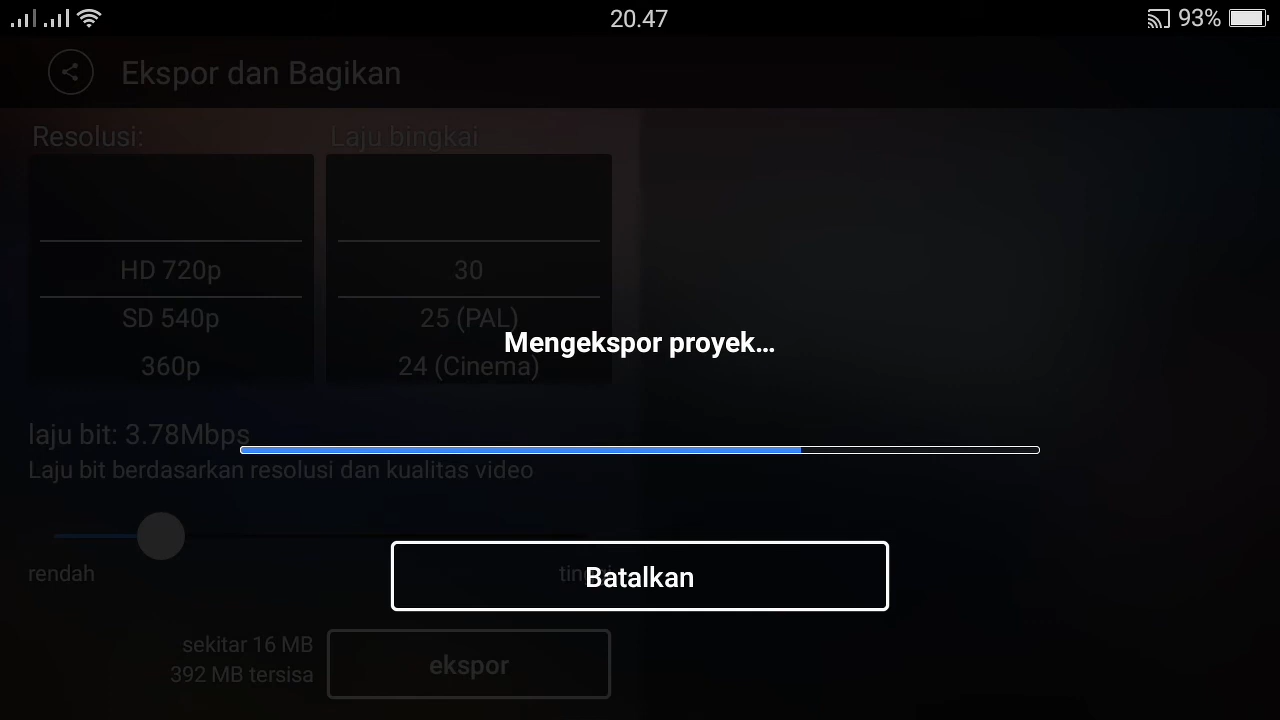 20.47
93%
Ekspor dan Bagikan
Resolusi:
Laju bingkai
HD 720p
30
SD 540p
25 (PAL)
Mengekspor proyek...
360p
24 (Cinema)
laju bit: 3.78Mbps
Laju bit berdasarkan resolusi dan kualitas video
rendah
tinggi
Batalkan
sekitar 16 MB
392 MB tersisa
ekspor